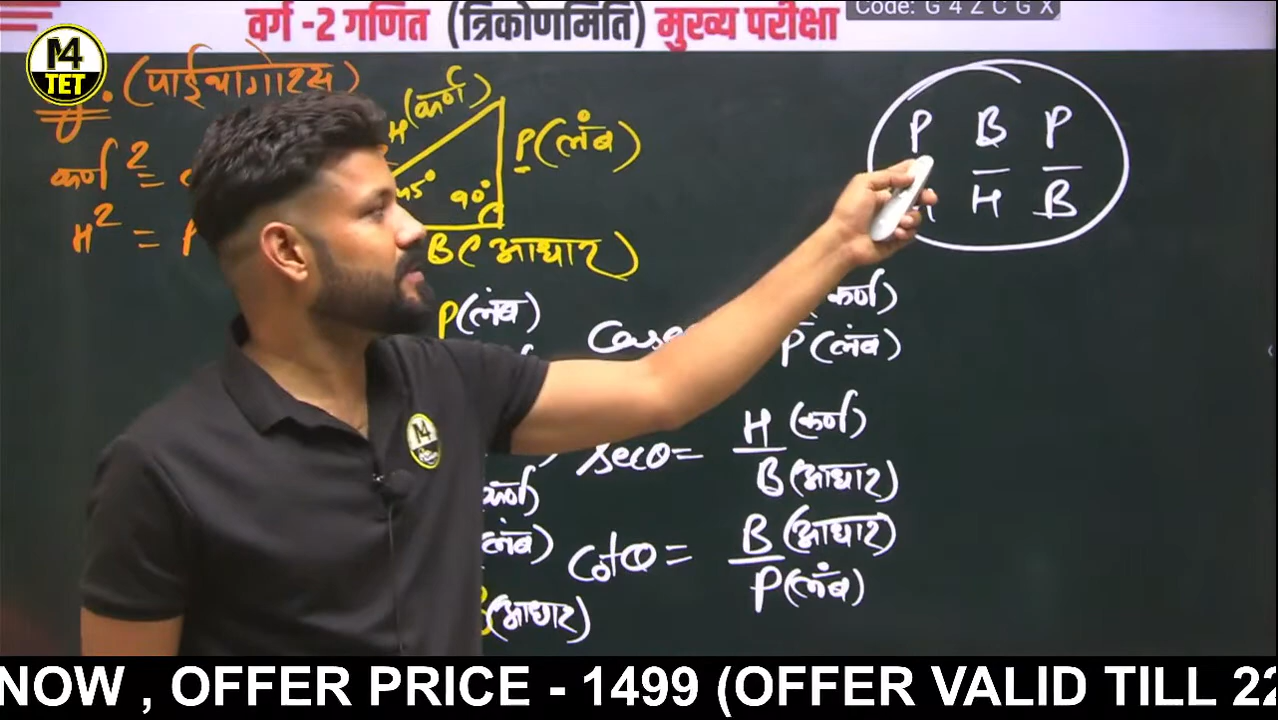 Code: G 4 Z C G X
वर्ग -2 गणित (त्रिकोणमिति) मुख्य परीक्षा
M4
TET
(पाईथागोरस)
H(कर्ण)
P(लंब)
45°
90°
B(आधार)
कर्ण² =
H² = P
P B P
H B
P(लंब)
कर्ण)
P(लंब)
secθ= H (कर्ण)
B(आधार)
कर्ण)
लंब)
cotθ= B (आधार)
P(लंब)
(आधार)
M4
NOW , OFFER PRICE - 1499 (OFFER VALID TILL 22